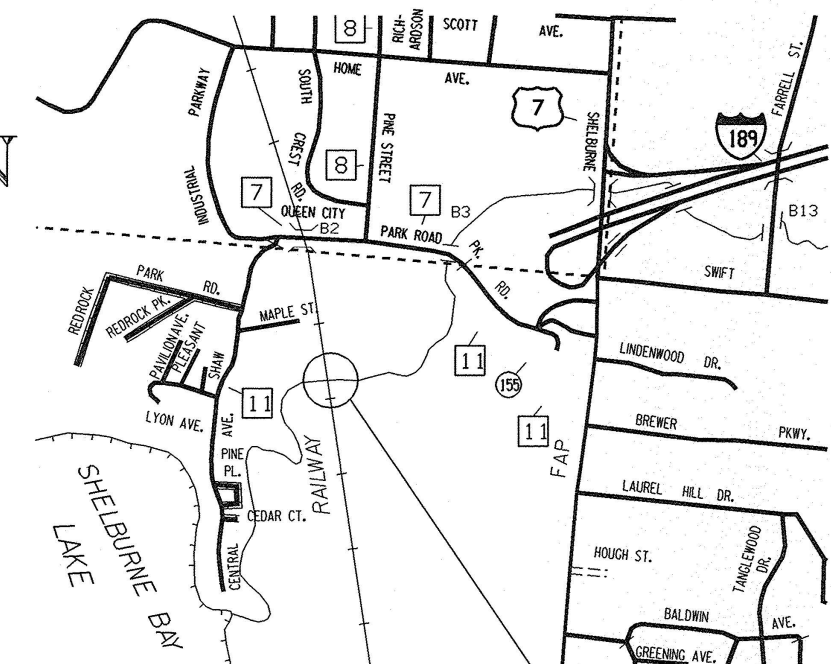 8
RICH-
ARDSON
SCOTT
AVE.
HOME
AVE.
FARRELL ST.
PARKWAY
SOUTH
CREST
RD.
PINE STREET
7
SHELBURNE
189
8
INDUSTRIAL
7
7
QUEEN CITY
B2
PARK ROAD
B3
B13
PK.
RD.
SWIFT
PARK
RD.
REDROCK
REDROCK PK.
MAPLE ST.
PAVILION AVE.
PLEASANT
SHAW
11
155
LINDENWOOD DR.
11
LYON AVE.
AVE.
11
BREWER
PKWY.
FAP
PINE
PL.
RAILWAY
SHELBURNE BAY
LAKE
LAUREL HILL DR.
CEDAR CT.
CENTRAL
HOUGH ST.
TANGLEWOOD
DR.
BALDWIN
AVE.
GREENING AVE.